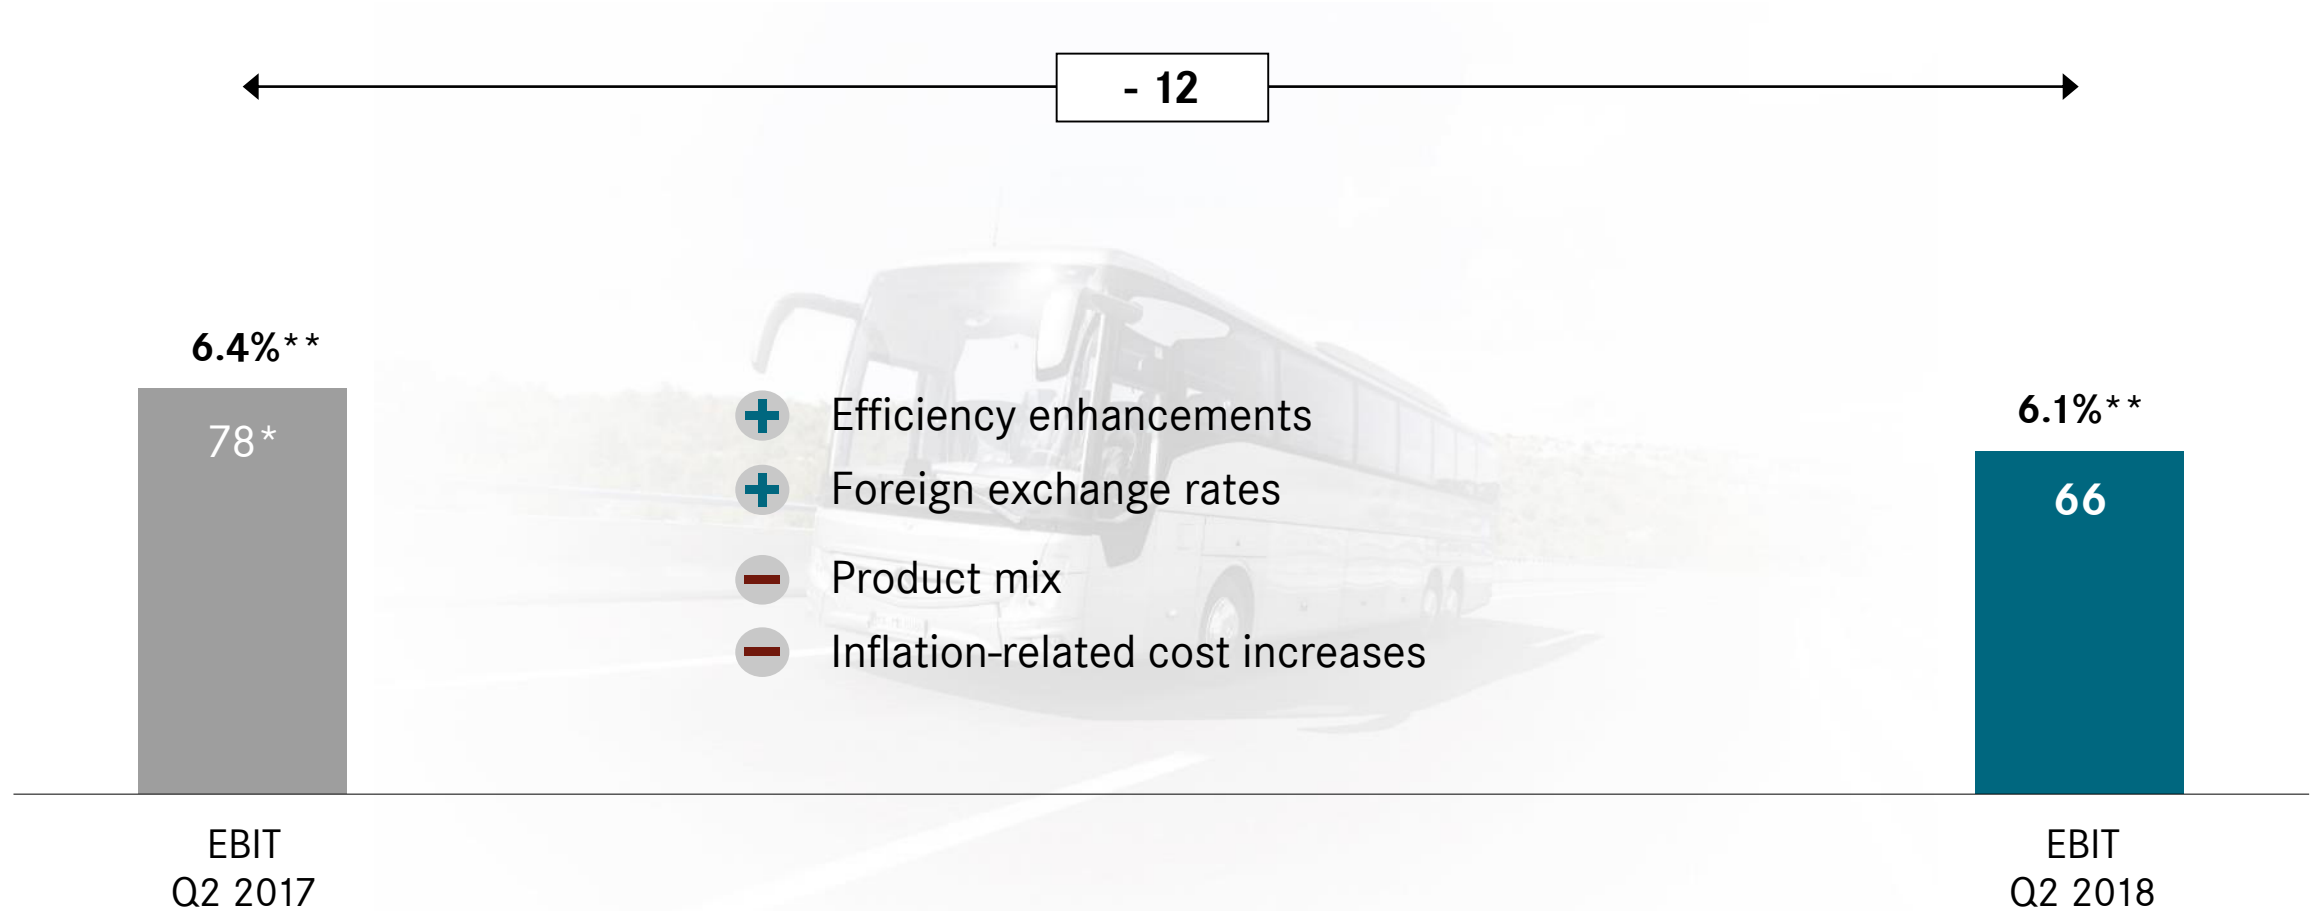 - 12
6.4%**
78*
Efficiency enhancements
Foreign exchange rates
Product mix
Inflation-related cost increases
6.1%**
66
EBIT
Q2 2017
EBIT
Q2 2018